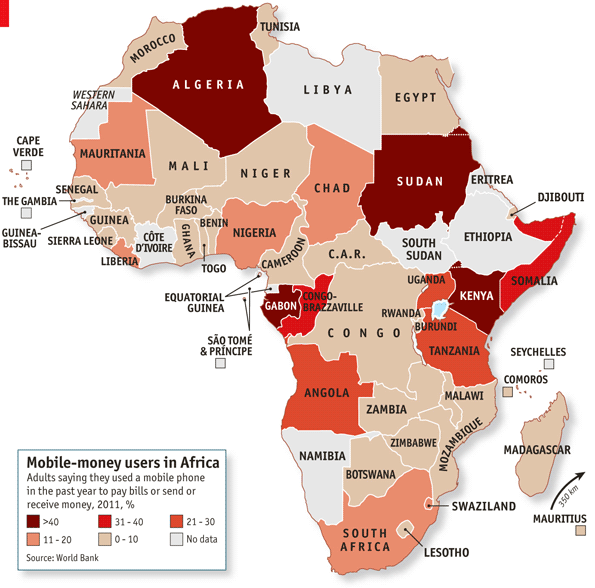 TUNISIA
MOROCCO
ALGERIA
LIBYA
EGYPT
WESTERN
SAHARA
CAPE
VERDE
MAURITANIA
MALI
NIGER
CHAD
SUDAN
ERITREA
DJIBOUTI
SENEGAL
THE GAMBIA
GUINEA-
BISSAU
GUINEA
SIERRA LEONE
LIBERIA
CÔTE
D'IVOIRE
BURKINA
FASO
GHANA
TOGO
BENIN
NIGERIA
CAMEROON
C.A.R.
SOUTH
SUDAN
ETHIOPIA
SOMALIA
EQUATORIAL
GUINEA
SÃO TOMÉ
& PRÍNCIPE
GABON
CONGO-
BRAZZAVILLE
CONGO
UGANDA
KENYA
RWANDA
BURUNDI
TANZANIA
SEYCHELLES
COMOROS
ANGOLA
ZAMBIA
MALAWI
MOZAMBIQUE
ZIMBABWE
MADAGASCAR
NAMIBIA
BOTSWANA
SWAZILAND
SOUTH
AFRICA
LESOTHO
MAURITIUS
350 km
Mobile-money users in Africa
Adults saying they used a mobile phone
in the past year to pay bills or send or
receive money, 2011, %
>40 31 - 40 21 - 30
11 - 20 0 - 10 No data
Source: World Bank